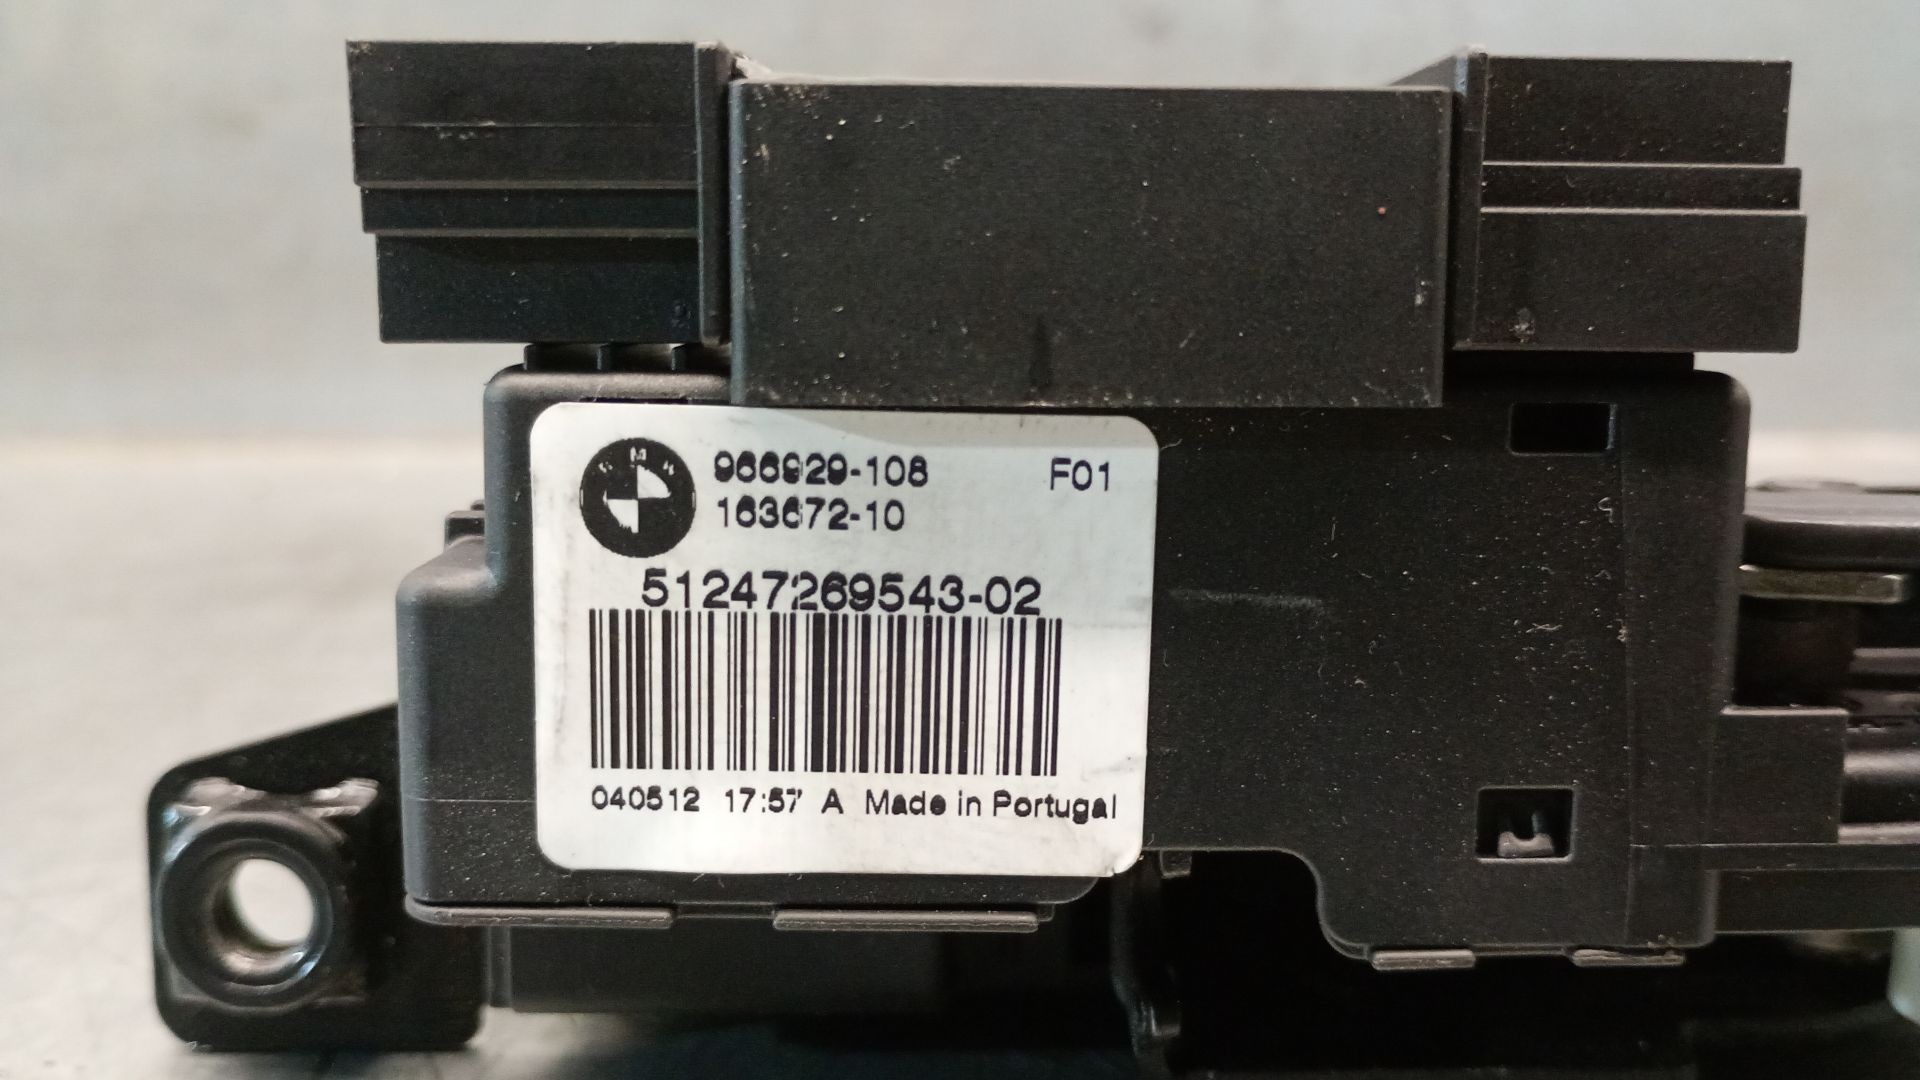 966929-108 F01
163672-10
51247269543-02
040512 17:57 A Made in Portugal